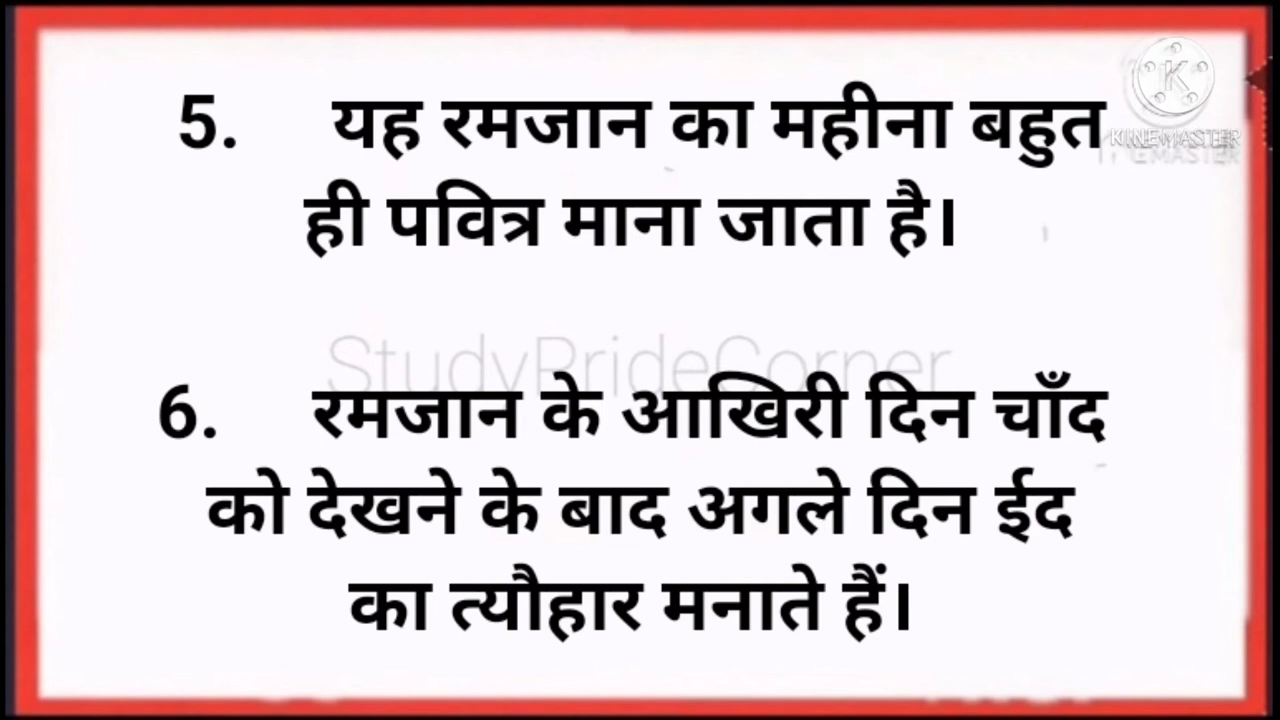 5. यह रमजान का महीना बहुत
ही पवित्र माना जाता है।
StudyPrideCorner
6. रमजान के आखिरी दिन चाँद
को देखने के बाद अगले दिन ईद
का त्यौहार मनाते हैं।
K
KINEMASTER